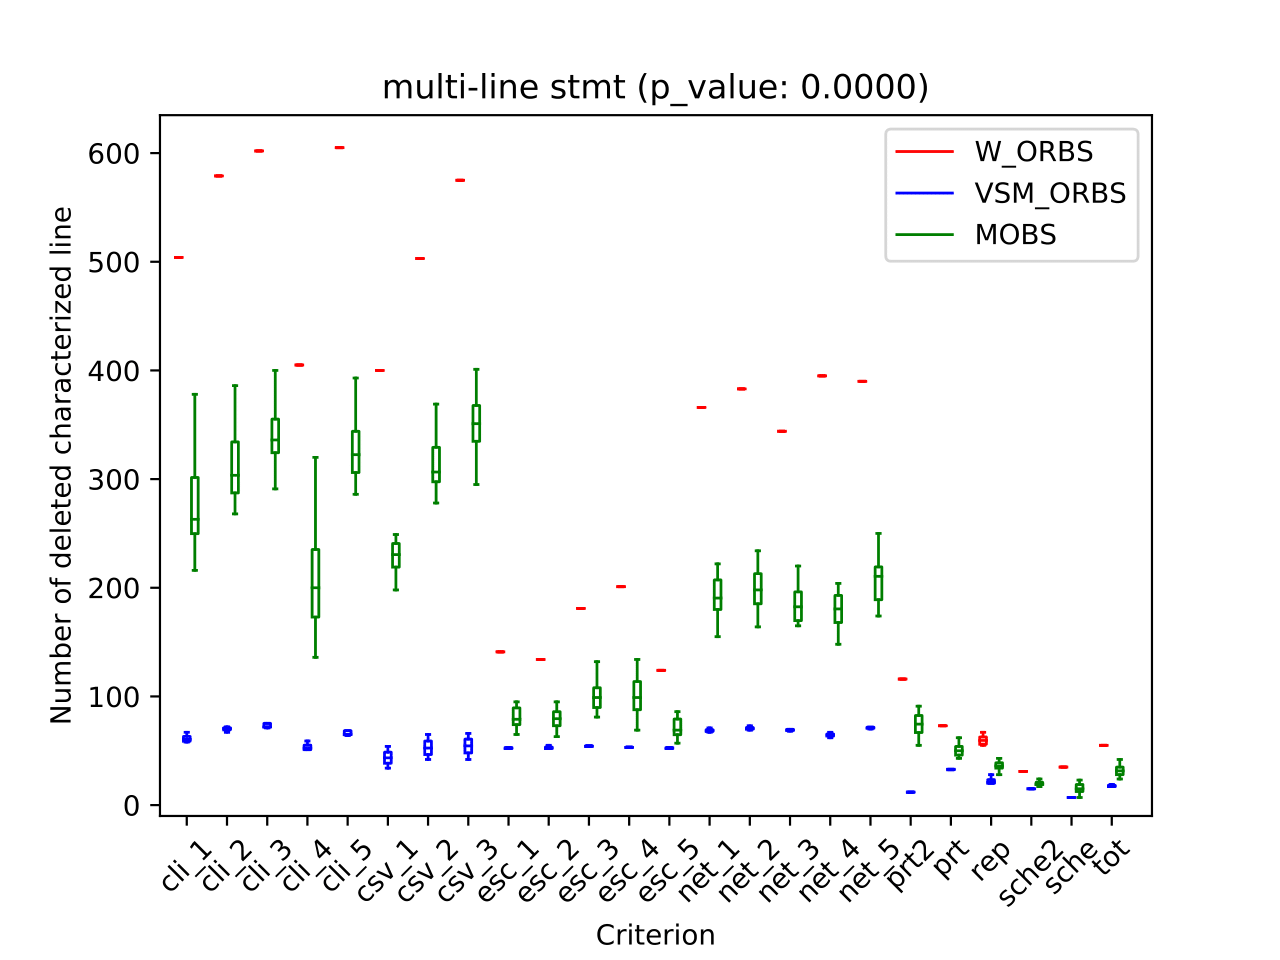 multi-line stmt (p_value: 0.0000)
W_ORBS
VSM_ORBS
MOBS
Number of deleted characterized line
600
500
400
300
200
100
0
cli_1
cli_2
cli_3
cli_4
cli_5
csv_1
csv_2
csv_3
esc_1
esc_2
esc_3
esc_4
esc_5
net_1
net_2
net_3
net_4
net_5
prt2
prt
rep
sche2
sche
tot
Criterion